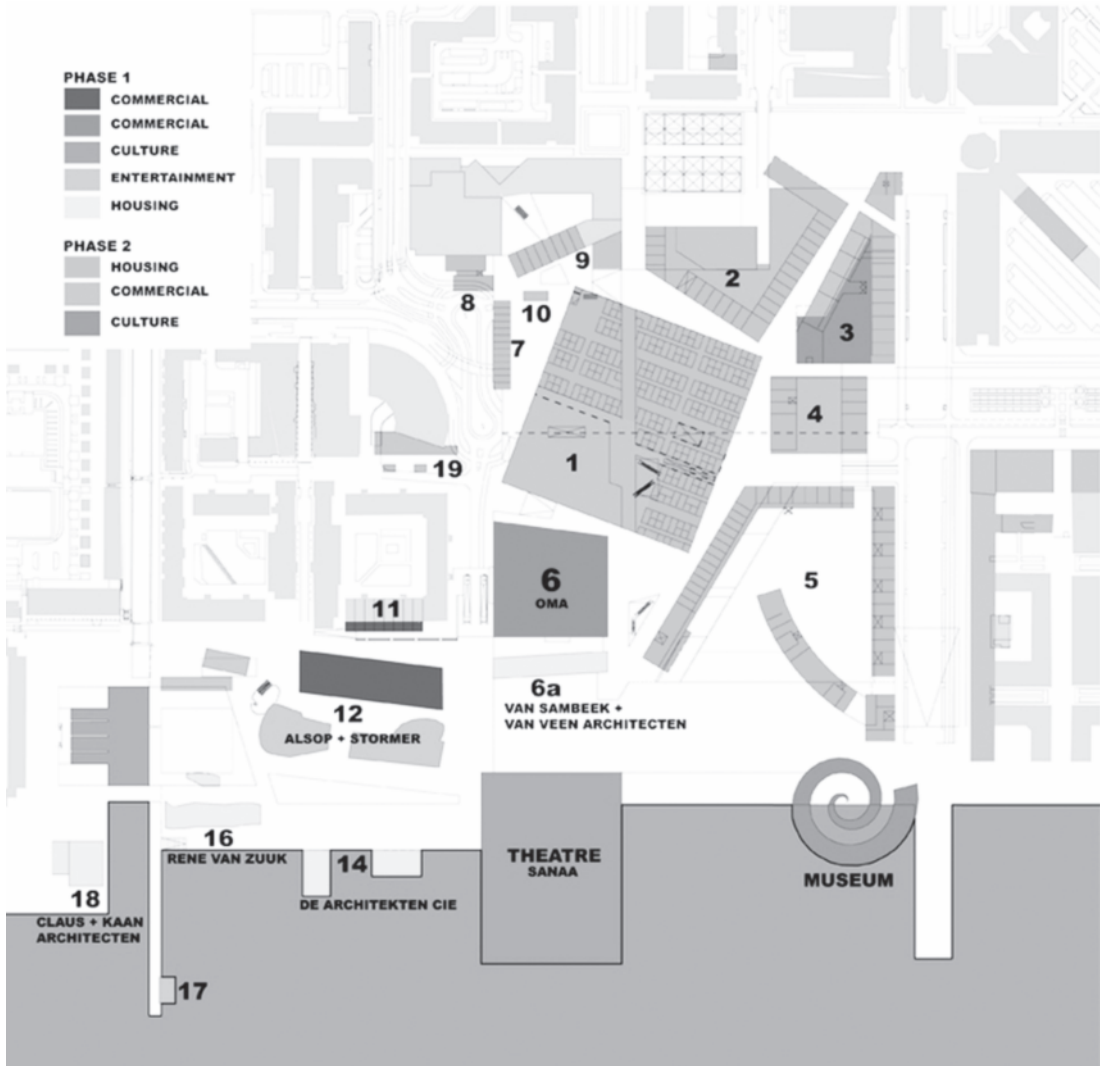 PHASE 1
COMMERCIAL
COMMERCIAL
CULTURE
ENTERTAINMENT
HOUSING
PHASE 2
HOUSING
COMMERCIAL
CULTURE
9
2
8
10
3
7
4
19
1
6
OMA
5
11
6a
VAN SAMBEEK +
VAN VEEN ARCHITECTEN
12
ALSOP + STORMER
16
RENE VAN ZUUK
14
DE ARCHITEKTEN CIE
THEATRE
SANAA
MUSEUM
18
CLAUS + KAAN
ARCHITECTEN
17